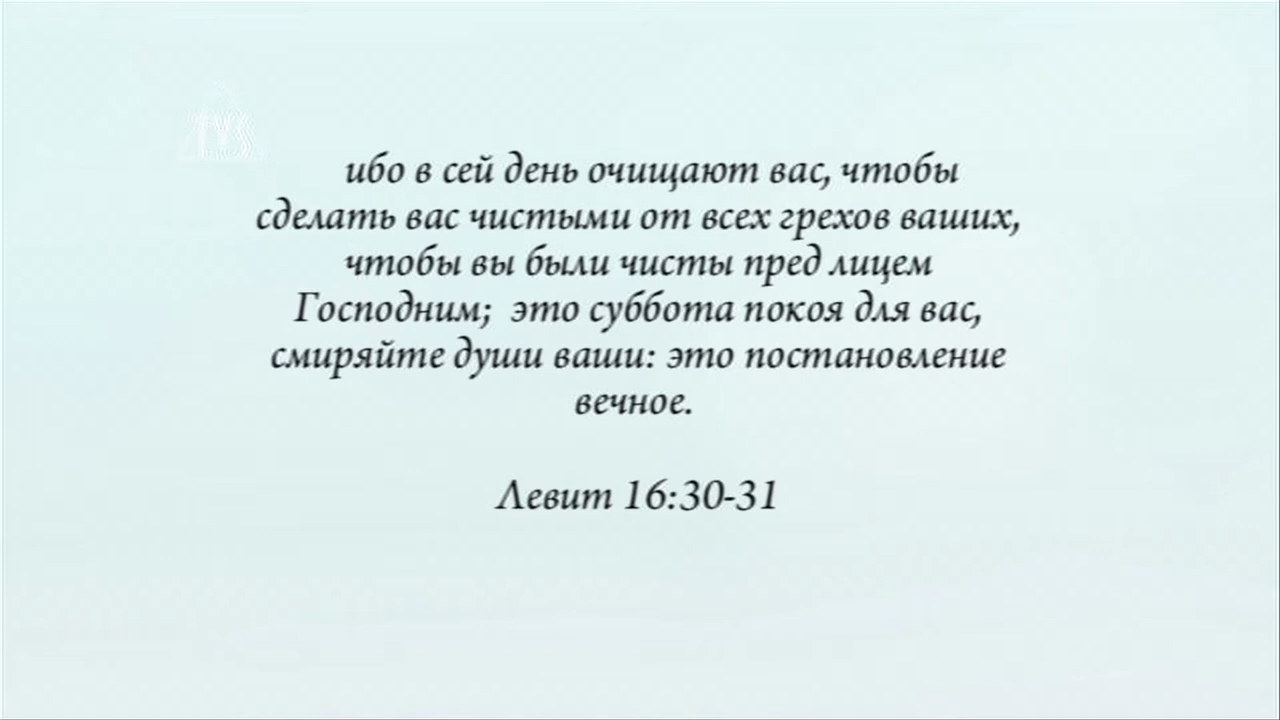 TVS
ибо в сей день очищают вас, чтобы
сделать вас чистыми от всех грехов ваших,
чтобы вы были чисты пред лицем
Господним; это суббота покоя для вас,
смиряйте души ваши: это постановление
вечное.
Левит 16:30-31